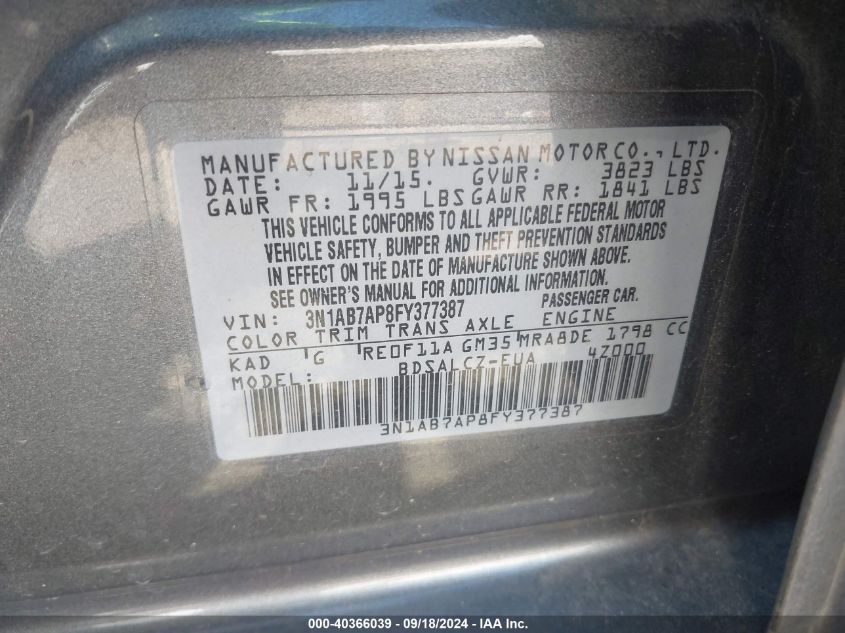 MANUFACTURED BY NISSAN MOTOR CO., LTD.
DATE: 11/15. GVWR: 3823 LBS
GAWR FR: 1995 LBS GAWR RR: 1841 LBS
THIS VEHICLE CONFORMS TO ALL APPLICABLE FEDERAL MOTOR
VEHICLE SAFETY, BUMPER AND THEFT PREVENTION STANDARDS
IN EFFECT ON THE DATE OF MANUFACTURE SHOWN ABOVE.
SEE OWNER'S MANUAL FOR ADDITIONAL INFORMATION.
VIN: 3N1AB7AP8FY377387 PASSENGER CAR.
COLOR TRIM TRANS AXLE ENGINE
KAD G RE0F11A GM35 MRA8DE 1798 CC
MODEL: BDSALCZ-EUA 4Z000
3N1AB7AP8FY377387
000-40366039 - 09/18/2024 - IAA Inc.